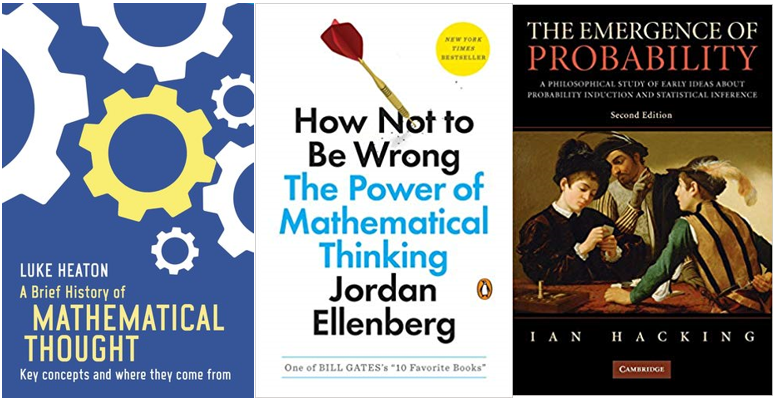 LUKE HEATON
A Brief History of
MATHEMATICAL
THOUGHT
Key concepts and where they come from
NEW YORK
TIMES
BESTSELLER
How Not to
Be Wrong
The Power of
Mathematical
Thinking
Jordan
Ellenberg
One of BILL GATES's "10 Favorite Books"
THE EMERGENCE OF
PROBABILITY
A PHILOSOPHICAL STUDY OF EARLY IDEAS ABOUT
PROBABILITY INDUCTION AND STATISTICAL INFERENCE
Second Edition
IAN HACKING
CAMBRIDGE